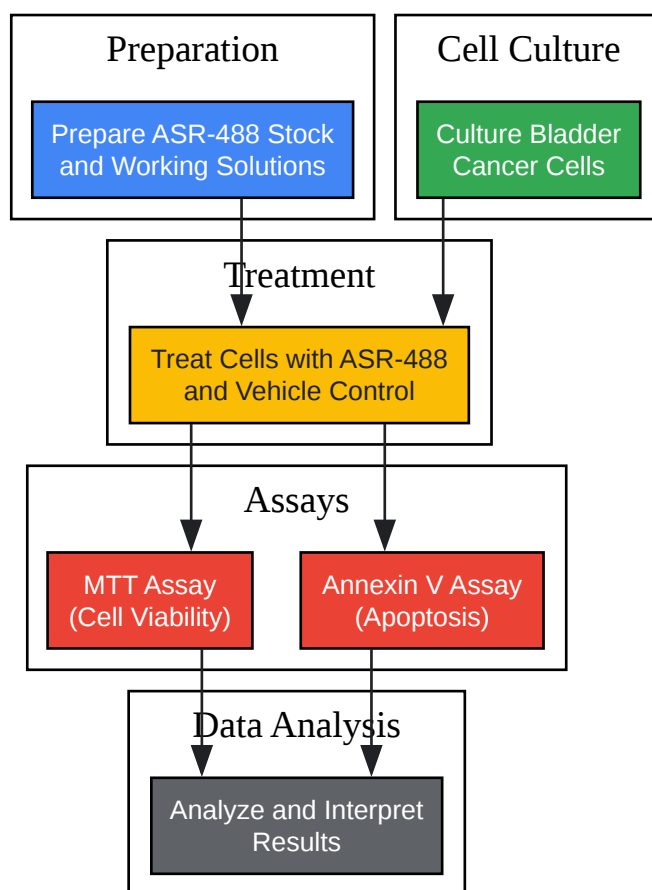 Preparation
Cell Culture
Prepare ASR-488 Stock
and Working Solutions
Culture Bladder
Cancer Cells
Treatment
Treat Cells with ASR-488
and Vehicle Control
Assays
MTT Assay
(Cell Viability)
Annexin V Assay
(Apoptosis)
Data Analysis
Analyze and Interpret
Results